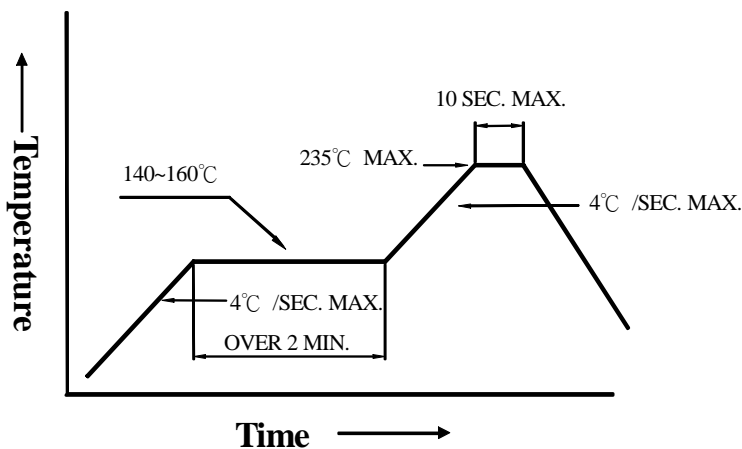 10 SEC. MAX.
235℃ MAX.
140~160℃
4℃ /SEC. MAX.
4℃ /SEC. MAX.
OVER 2 MIN.
Temperature
Time